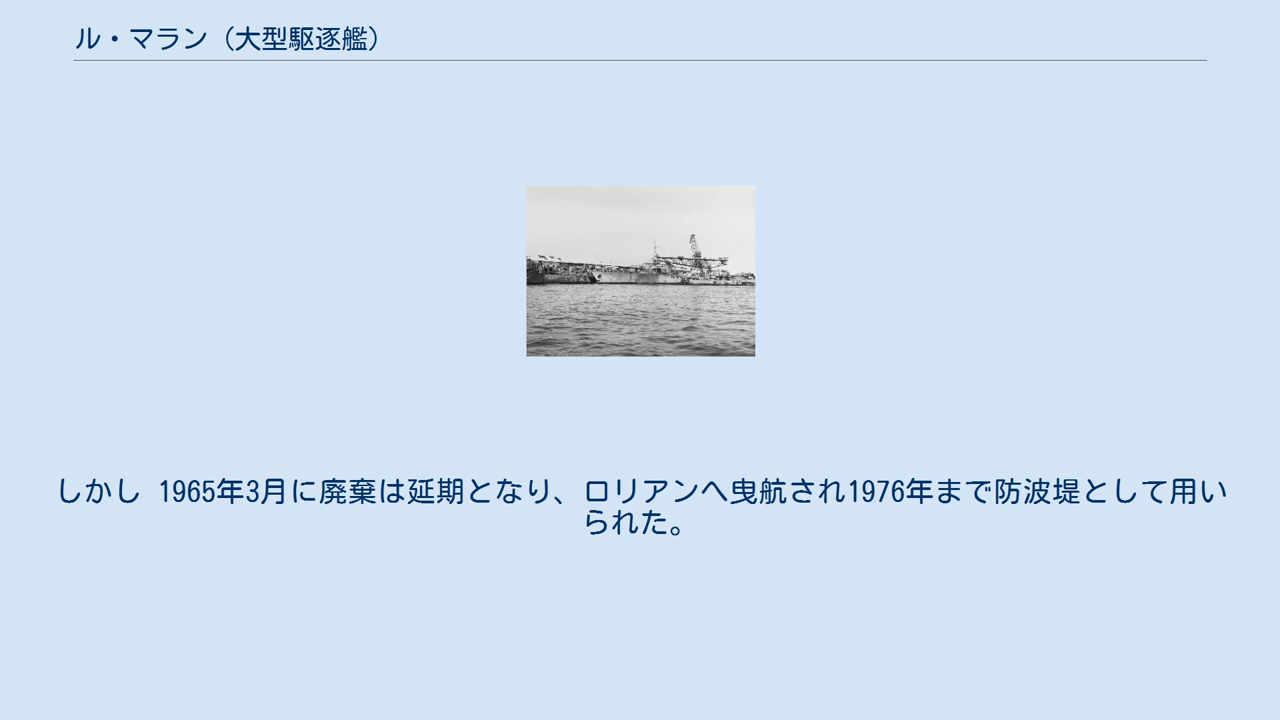 ル・マラン（大型駆逐艦）
しかし 1965年3月に廃棄は延期となり、ロリアンへ曳航され1976年まで防波堤として用い
られた。